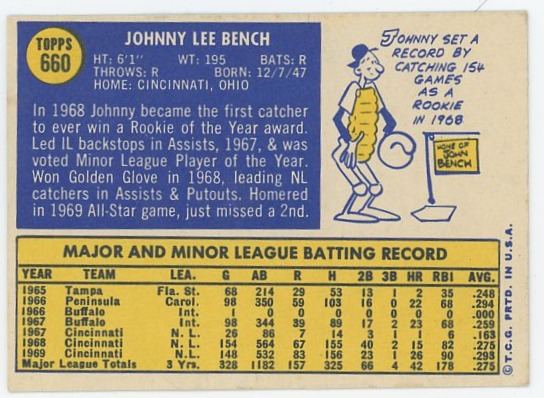 TOPPS
660
JOHNNY LEE BENCH
HT: 6'1" WT: 195 BATS: R
THROWS: R BORN: 12/7/47
HOME: CINCINNATI, OHIO
In 1968 Johnny became the first catcher
to ever win a Rookie of the Year award.
Led IL backstops in Assists, 1967, & was
voted Minor League Player of the Year.
Won Golden Glove in 1968, leading NL
catchers in Assists & Putouts. Homered
in 1969 All-Star game, just missed a 2nd.
JOHNNY SET A
RECORD BY
CATCHING 154
GAMES
AS A
ROOKIE
IN 1968
HOME OF
JOHN
BENCH
MAJOR AND MINOR LEAGUE BATTING RECORD
YEAR TEAM LEA. G AB R H 2B 3B HR RBI AVG.
1965 Tampa Fla. St. 68 214 29 53 13 1 2 35 .248
1966 Peninsula Carol. 98 350 59 103 16 0 22 68 .294
1966 Buffalo Int. 1 0 0 0 0 0 0 0 .000
1967 Buffalo Int. 98 344 39 89 17 2 23 68 .259
1967 Cincinnati N.L. 26 86 7 14 3 1 1 6 .163
1968 Cincinnati N.L. 154 564 67 155 40 2 15 82 .275
1969 Cincinnati N.L. 148 532 83 156 23 1 26 90 .293
Major League Totals 3 Yrs. 328 1182 157 325 66 4 42 178 .275
© T.C.G. PRTD. IN U.S.A.